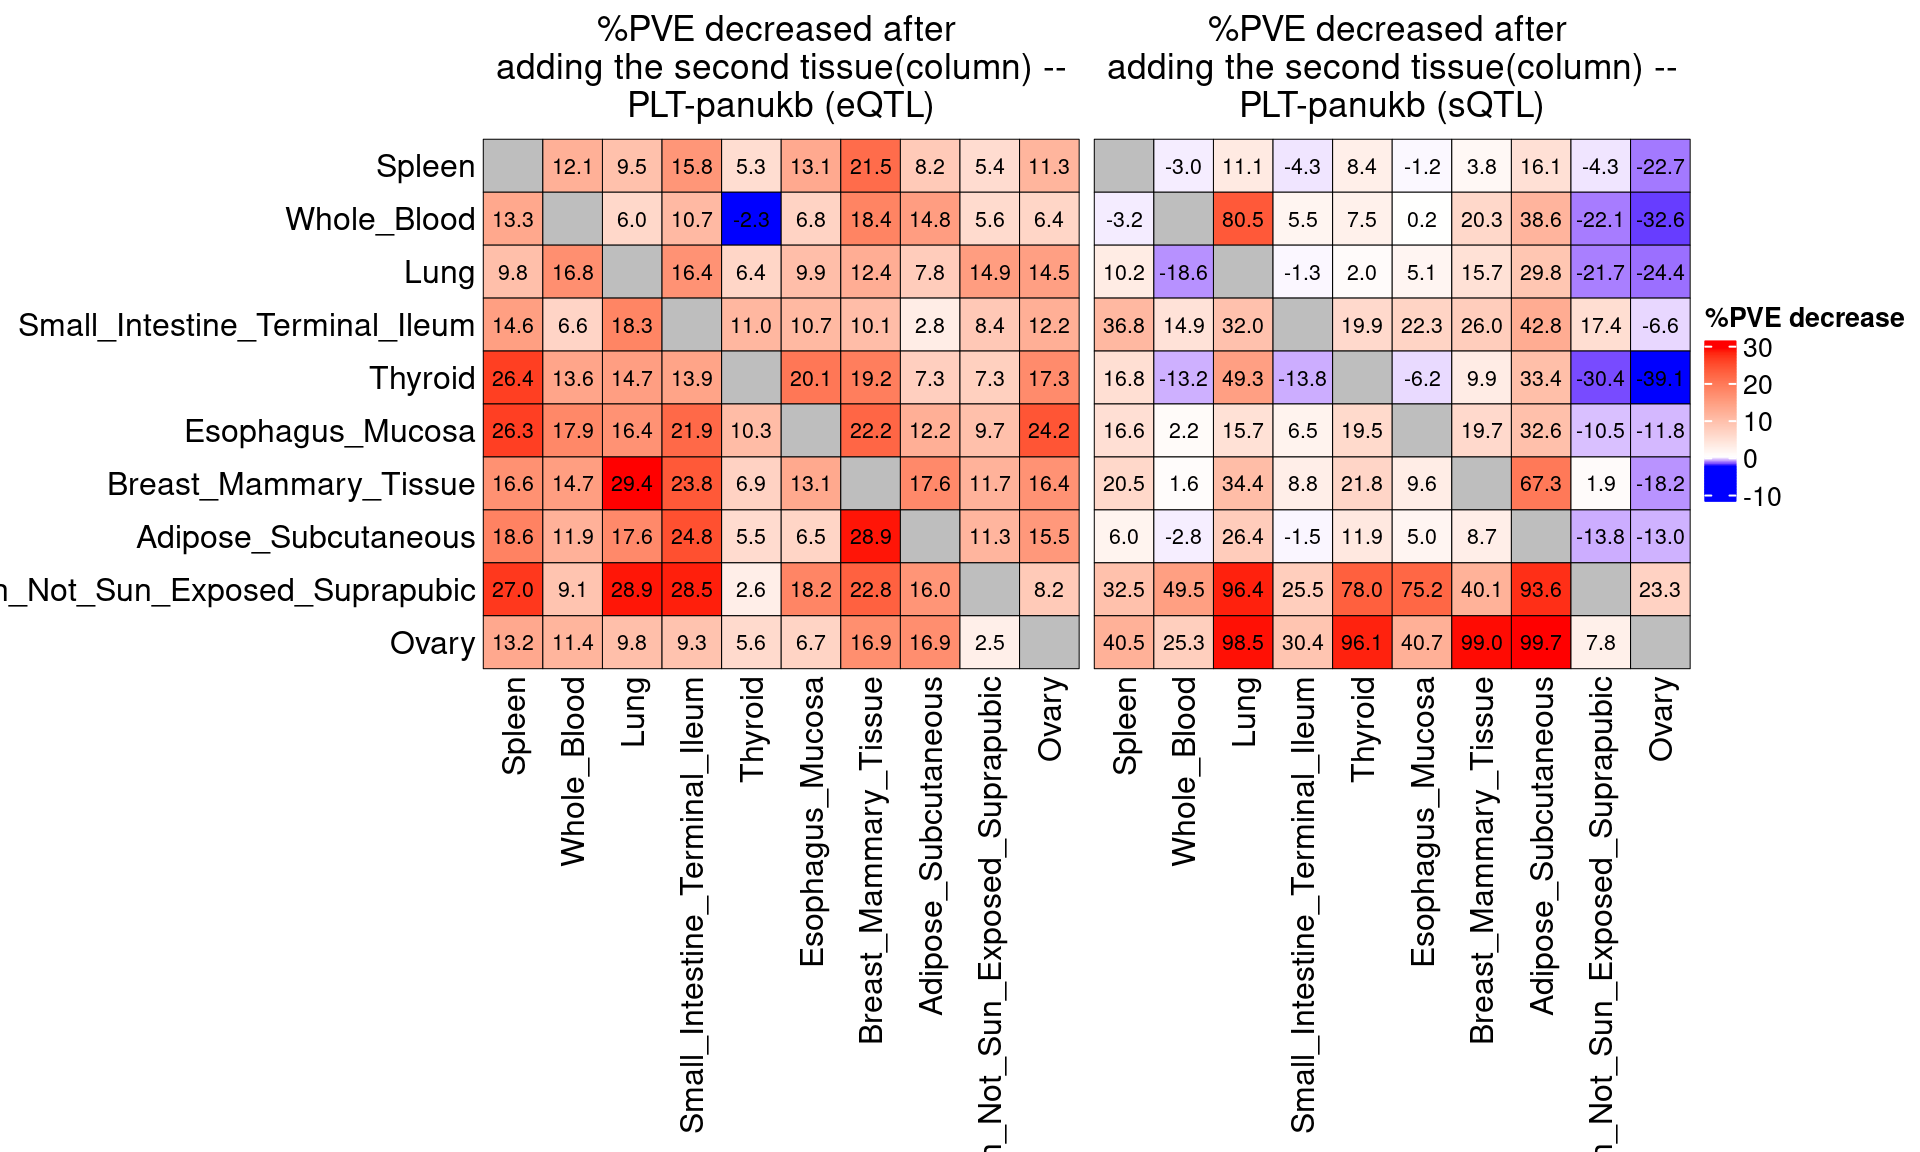 %PVE decreased after
adding the second tissue(column) --
PLT-panukb (eQTL)
%PVE decreased after
adding the second tissue(column) --
PLT-panukb (sQTL)
Spleen 12.1 9.5 15.8 5.3 13.1 21.5 8.2 5.4 11.3 -3.0 11.1 -4.3 8.4 -1.2 3.8 16.1 -4.3 -22.7
Whole_Blood 13.3 6.0 10.7 -2.3 6.8 18.4 14.8 5.6 6.4 -3.2 80.5 5.5 7.5 0.2 20.3 38.6 -22.1 -32.6
Lung 9.8 16.8 16.4 6.4 9.9 12.4 7.8 14.9 14.5 10.2 -18.6 -1.3 2.0 5.1 15.7 29.8 -21.7 -24.4
Small_Intestine_Terminal_Ileum 14.6 6.6 18.3 11.0 10.7 10.1 2.8 8.4 12.2 36.8 14.9 32.0 19.9 22.3 26.0 42.8 17.4 -6.6
Thyroid 26.4 13.6 14.7 13.9 20.1 19.2 7.3 7.3 17.3 16.8 -13.2 49.3 -13.8 -6.2 9.9 33.4 -30.4 -39.1
Esophagus_Mucosa 26.3 17.9 16.4 21.9 10.3 22.2 12.2 9.7 24.2 16.6 2.2 15.7 6.5 19.5 19.7 32.6 -10.5 -11.8
Breast_Mammary_Tissue 16.6 14.7 29.4 23.8 6.9 13.1 17.6 11.7 16.4 20.5 1.6 34.4 8.8 21.8 9.6 67.3 1.9 -18.2
Adipose_Subcutaneous 18.6 11.9 17.6 24.8 5.5 6.5 28.9 11.3 15.5 6.0 -2.8 26.4 -1.5 11.9 5.0 8.7 -13.8 -13.0
n_Not_Sun_Exposed_Suprapubic 27.0 9.1 28.9 28.5 2.6 18.2 22.8 16.0 8.2 32.5 49.5 96.4 25.5 78.0 75.2 40.1 93.6 23.3
Ovary 13.2 11.4 9.8 9.3 5.6 6.7 16.9 16.9 2.5 40.5 25.3 98.5 30.4 96.1 40.7 99.0 99.7 7.8
Spleen
Whole_Blood
Lung
Small_Intestine_Terminal_Ileum
Thyroid
Esophagus_Mucosa
Breast_Mammary_Tissue
Adipose_Subcutaneous
n_Not_Sun_Exposed_Suprapubic
Ovary
Spleen
Whole_Blood
Lung
Small_Intestine_Terminal_Ileum
Thyroid
Esophagus_Mucosa
Breast_Mammary_Tissue
Adipose_Subcutaneous
n_Not_Sun_Exposed_Suprapubic
Ovary
%PVE decrease
30
20
10
0
-10